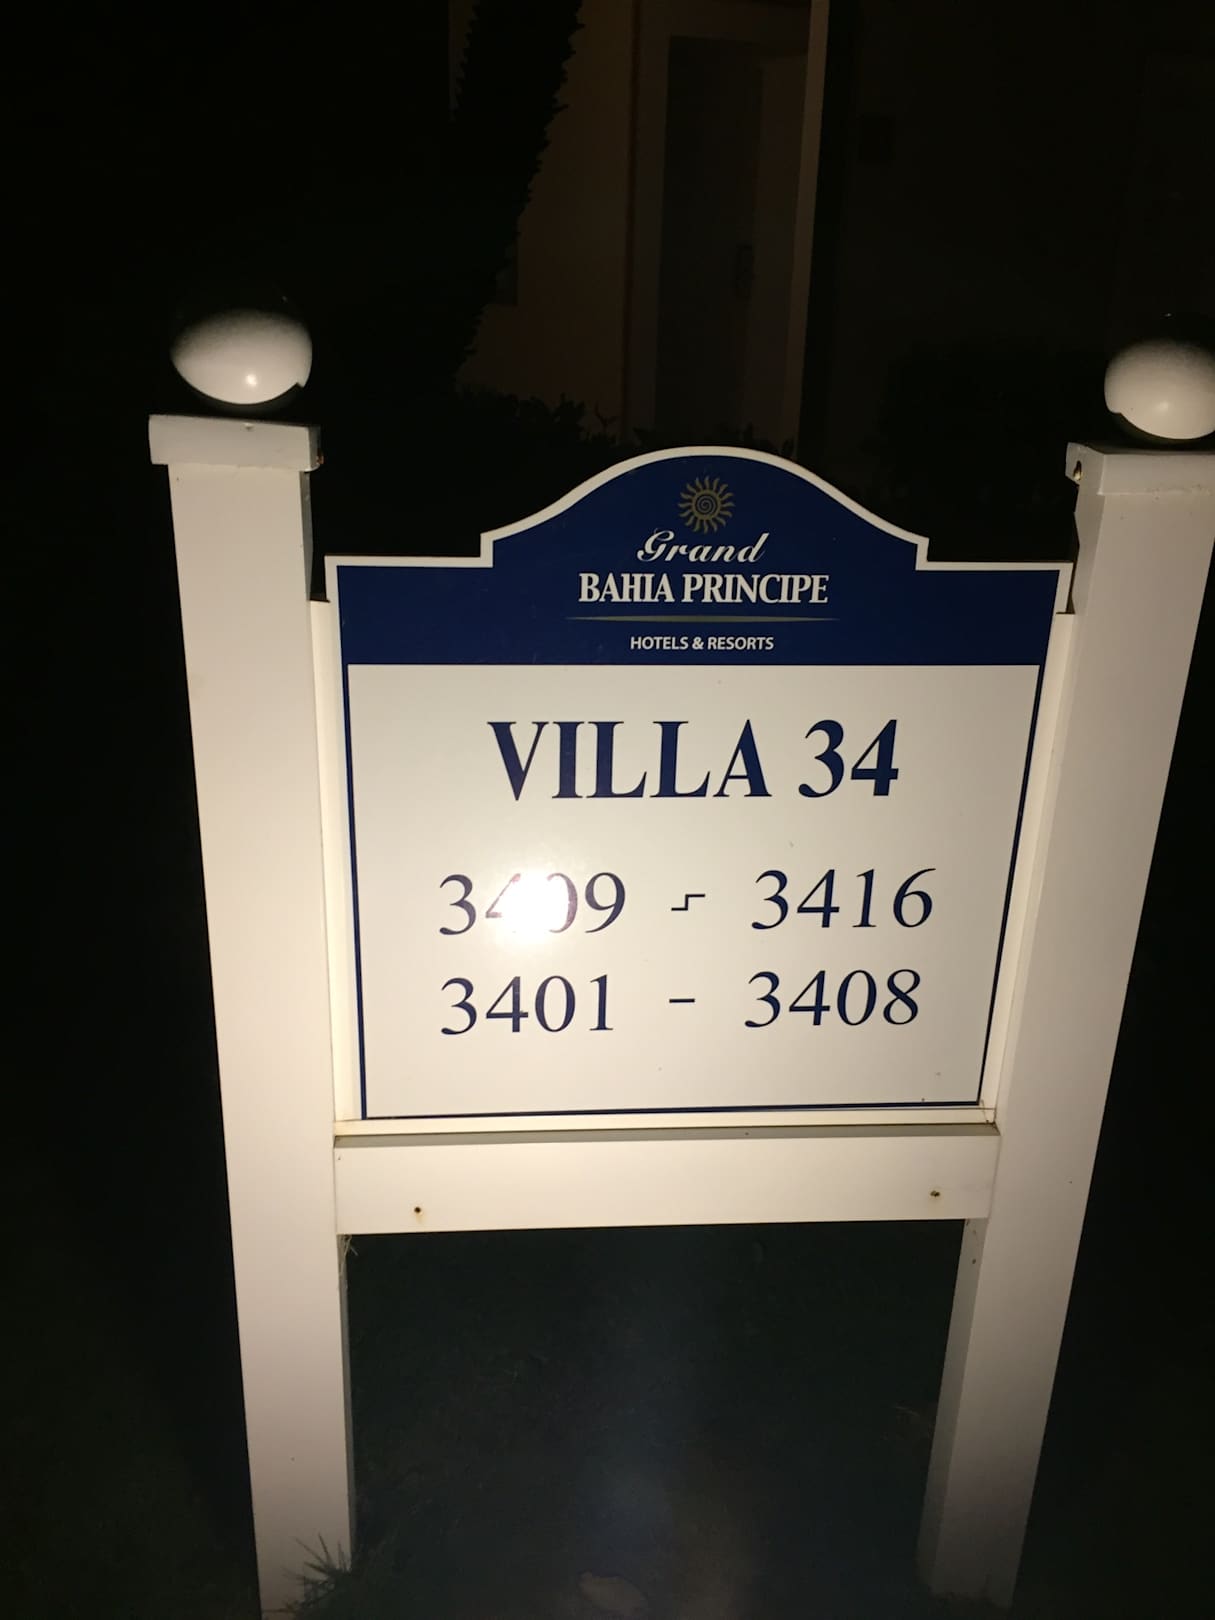 Grand
BAHIA PRINCIPE
HOTELS & RESORTS
VILLA 34
3409 - 3416
3401 - 3408